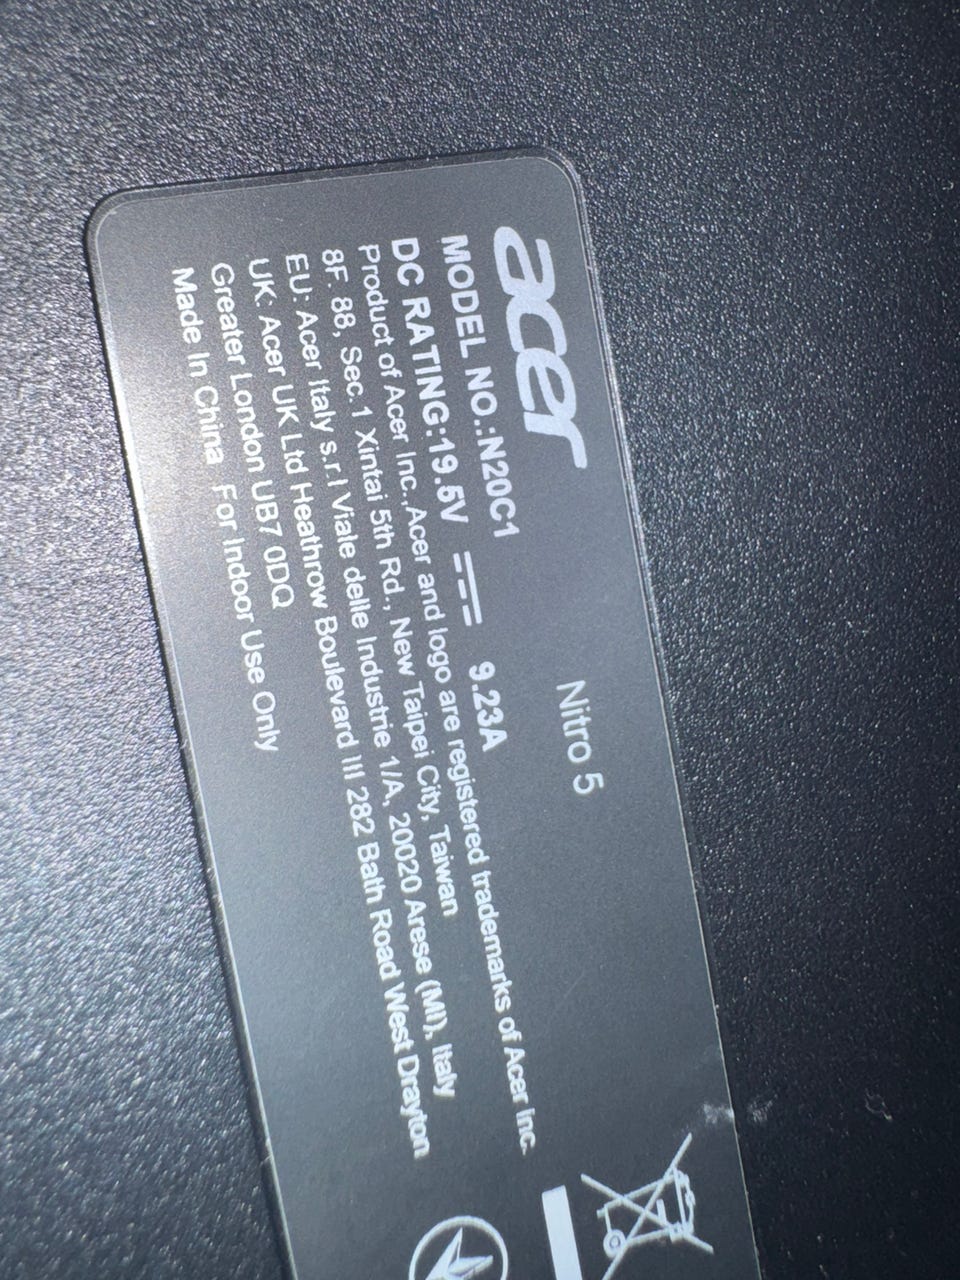 acer
Nitro 5
MODEL NO.:N20C1
DC RATING:19.5V ⎓ 9.23A
Product of Acer Inc.,Acer and logo are registered trademarks of Acer Inc.
8F. 88, Sec.1 Xintai 5th Rd., New Taipei City, Taiwan
EU: Acer Italy s.r.l Viale delle Industrie 1/A, 20020 Arese (MI), Italy
UK: Acer UK Ltd Heathrow Boulevard III 282 Bath Road West Drayton
Greater London UB7 0DQ
Made In China For Indoor Use Only